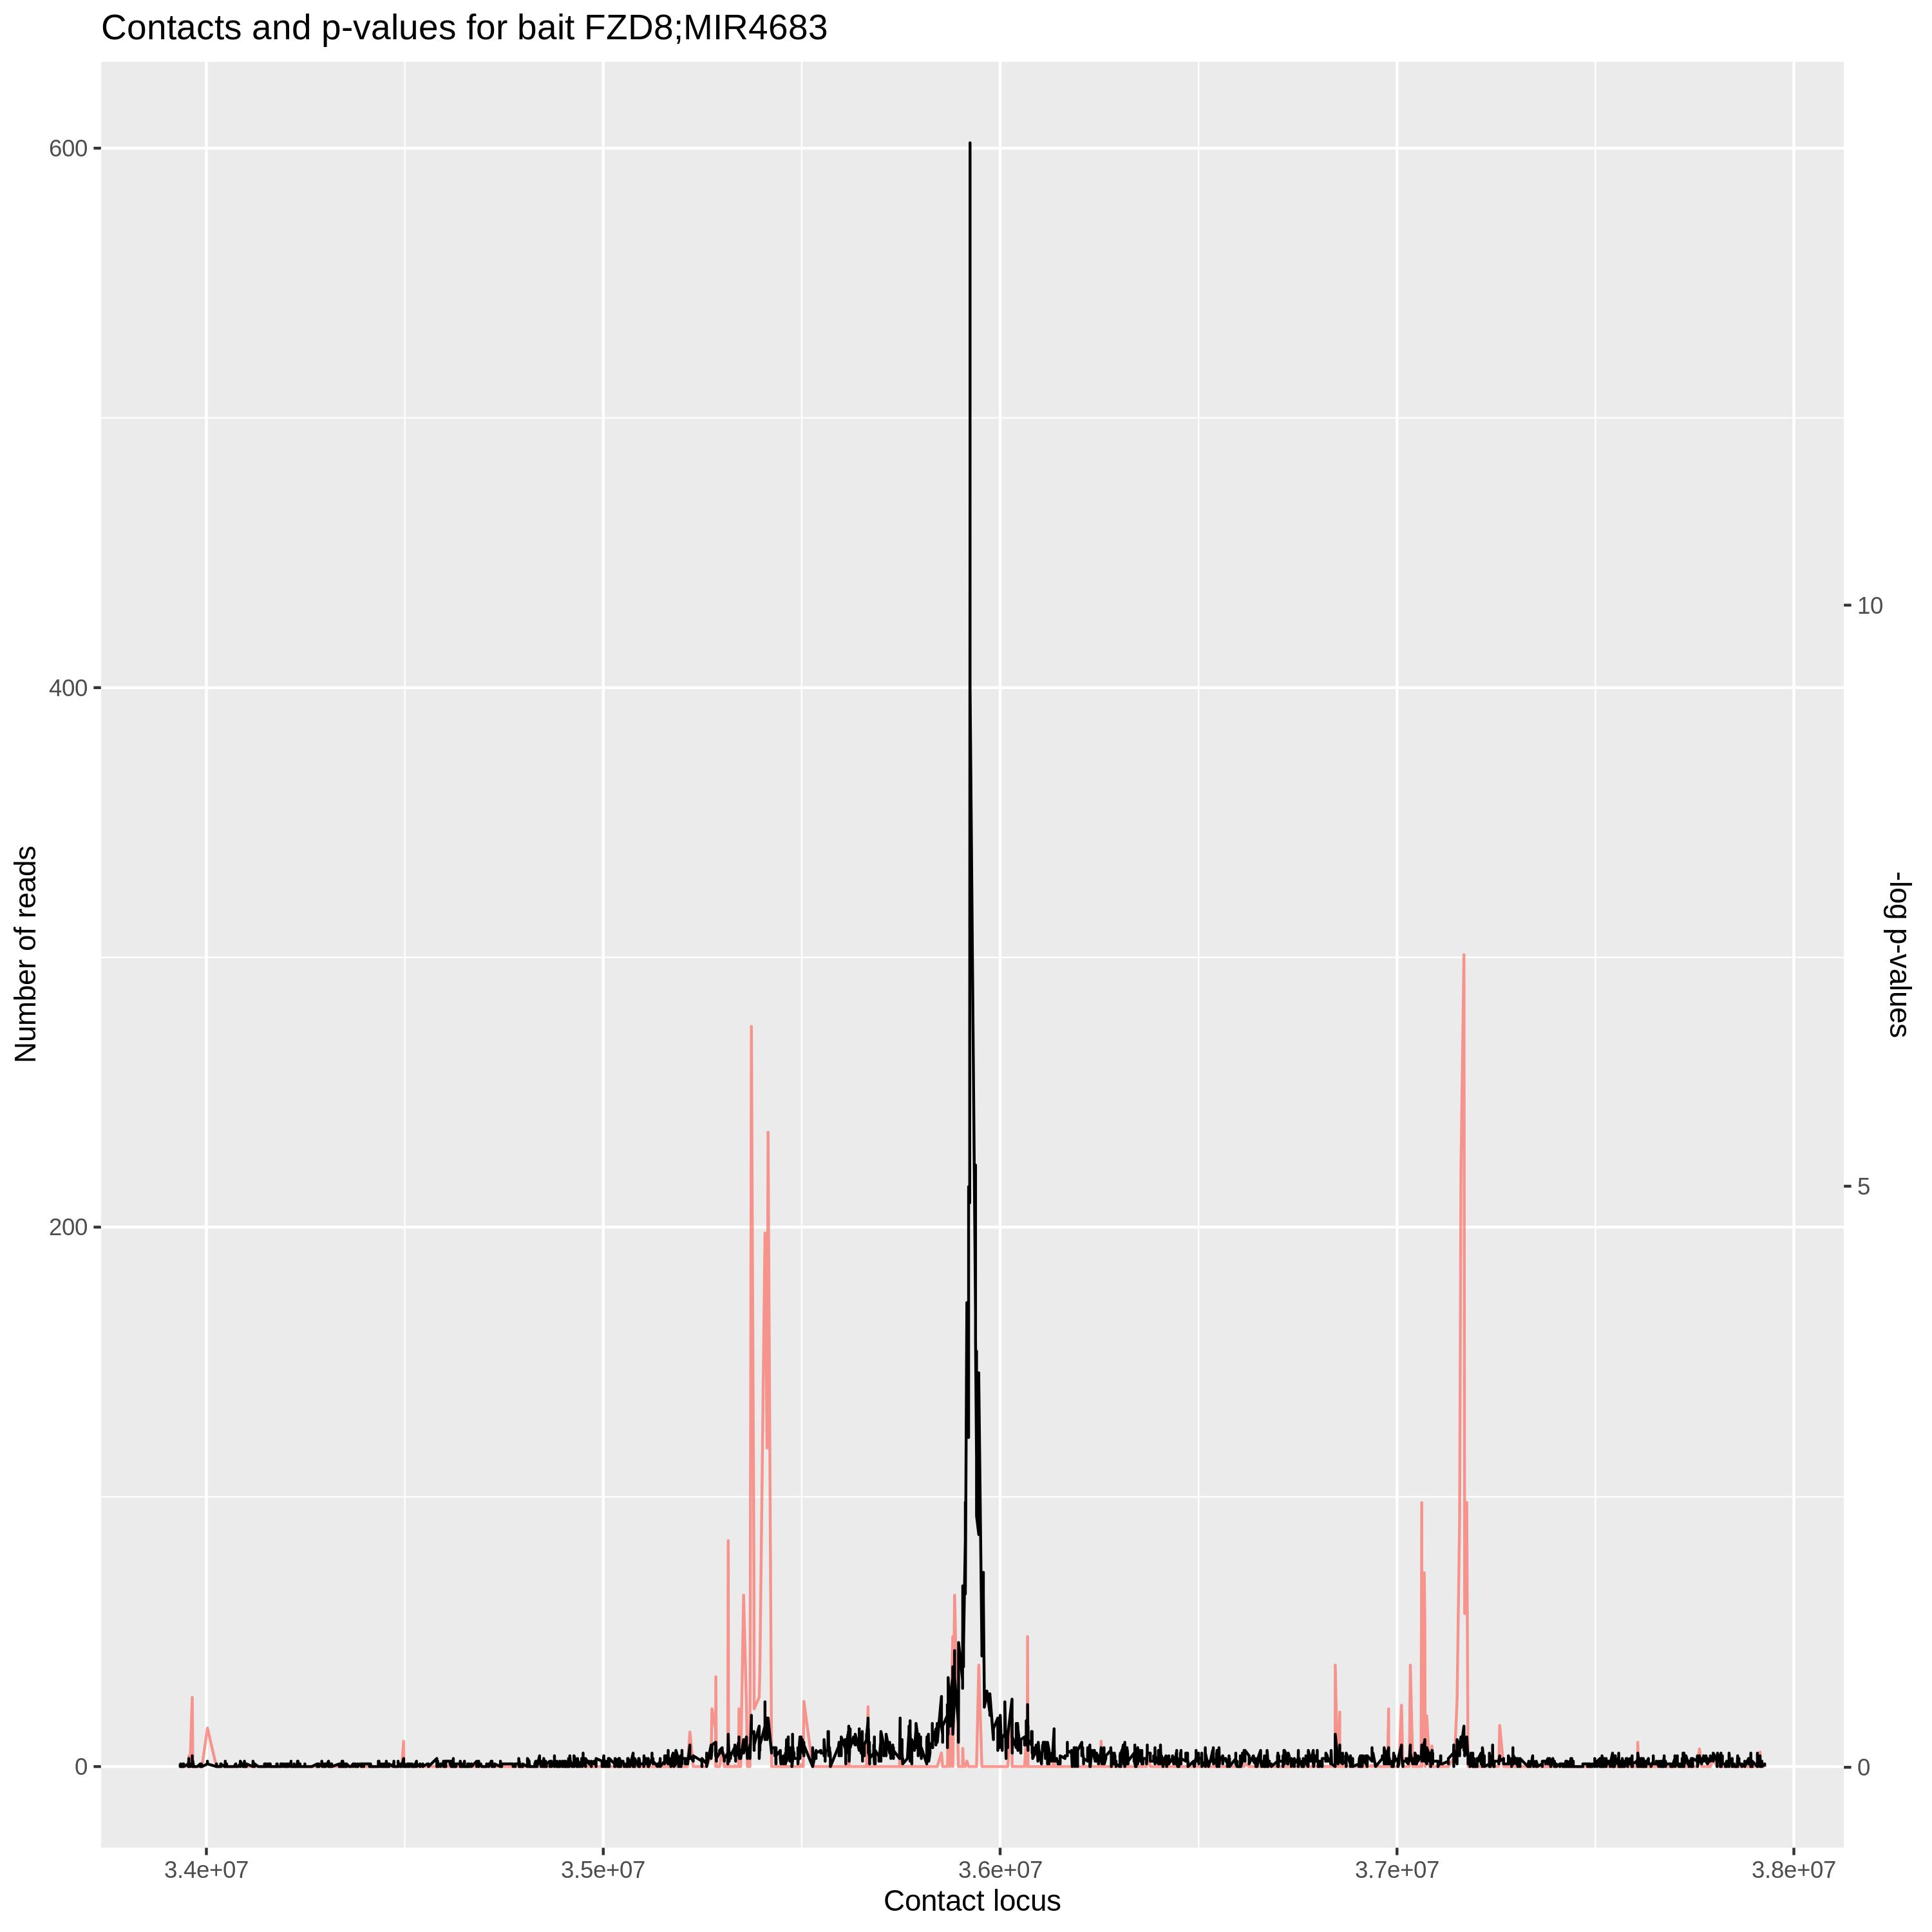 Contacts and p-values for bait FZD8;MIR4683
600
400
200
0
Number of reads
10
5
0
-log p-values
3.4e+07
3.5e+07
3.6e+07
3.7e+07
3.8e+07
Contact locus